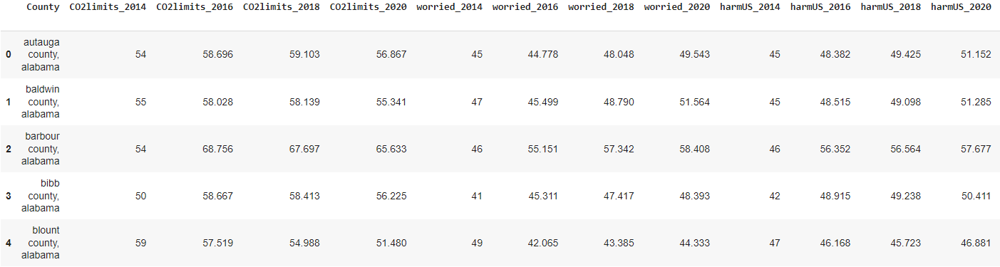 County CO2limits_2014 CO2limits_2016 CO2limits_2018 CO2limits_2020 worried_2014 worried_2016 worried_2018 worried_2020 harmUS_2014 harmUS_2016 harmUS_2018 harmUS_2020
autauga
0 county, 54 58.696 59.103 56.867 45 44.778 48.048 49.543 45 48.382 49.425 51.152
alabama
baldwin
1 county, 55 58.028 58.139 55.341 47 45.499 48.790 51.564 45 48.515 49.098 51.285
alabama
barbour
2 county, 54 68.756 67.697 65.633 46 55.151 57.342 58.408 46 56.352 56.564 57.677
alabama
bibb
3 county, 50 58.667 58.413 56.225 41 45.311 47.417 48.393 42 48.915 49.238 50.411
alabama
blount
4 county, 59 57.519 54.988 51.480 49 42.065 43.385 44.333 47 46.168 45.723 46.881
alabama